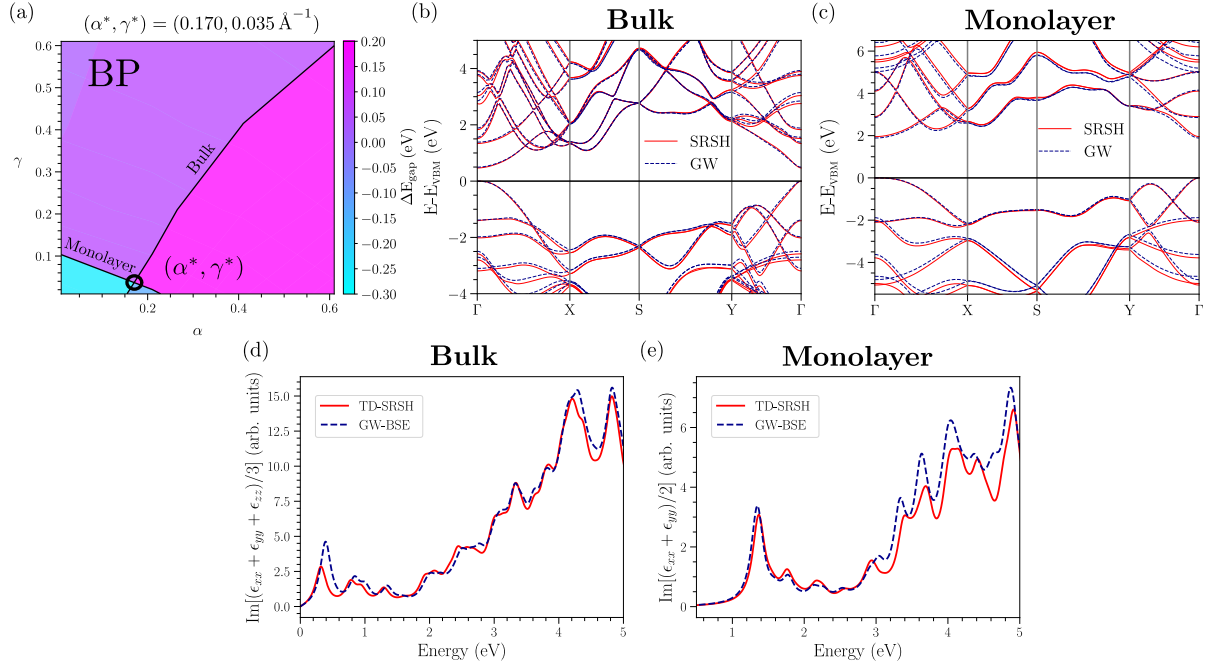 (a)
(α*, γ*) = (0.170, 0.035 Å⁻¹)
BP
Bulk
Monolayer
(α*, γ*)
0.6
0.5
0.4
0.3
0.2
0.1
γ
0.2
0.4
0.6
α
0.20
0.15
0.10
0.05
0.00
−0.05
−0.10
−0.15
−0.20
−0.25
−0.30
ΔE_gap (eV)
(b)
Bulk
E-E_VBM (eV)
4
2
0
−2
−4
SRSH
GW
Γ X S Y Γ
(c)
Monolayer
E-E_VBM (eV)
6
4
2
0
−2
−4
SRSH
GW
Γ X S Y Γ
(d)
Bulk
Im[(ϵ_xx + ϵ_yy + ϵ_zz)/3] (arb. units)
15.0
12.5
10.0
7.5
5.0
2.5
0.0
TD-SRSH
GW-BSE
0 1 2 3 4 5
Energy (eV)
(e)
Monolayer
Im[(ϵ_xx + ϵ_yy)/2] (arb. units)
6
4
2
0
TD-SRSH
GW-BSE
1 2 3 4 5
Energy (eV)